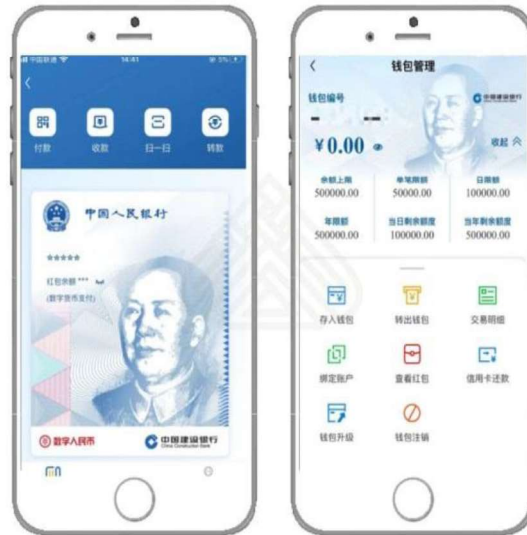 中国联通
14:41
付款
收款
扫一扫
转款
中国人民银行
*****
红包余额 ***
(数字货币支付)
数字人民币
中国建设银行
China Construction Bank
钱包管理
钱包编号
中国建设银行
¥0.00
收起
余额上限
单笔限额
日限额
500000.00
50000.00
100000.00
年限额
当日剩余额度
当年剩余额度
500000.00
100000.00
500000.00
存入钱包
转出钱包
交易明细
绑定账户
查看红包
信用卡还款
钱包升级
钱包注销